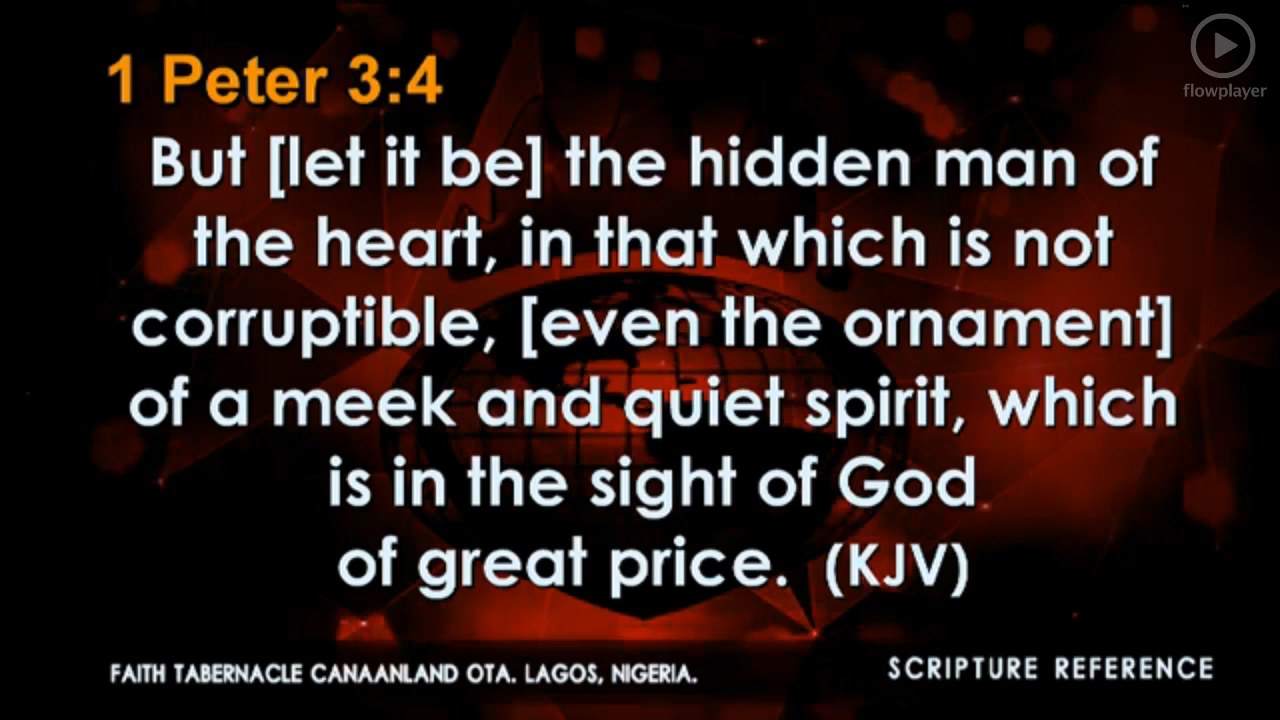 flowplayer
1 Peter 3:4
But [let it be] the hidden man of
the heart, in that which is not
corruptible, [even the ornament]
of a meek and quiet spirit, which
is in the sight of God
of great price. (KJV)
FAITH TABERNACLE CANAANLAND OTA. LAGOS, NIGERIA.
SCRIPTURE REFERENCE